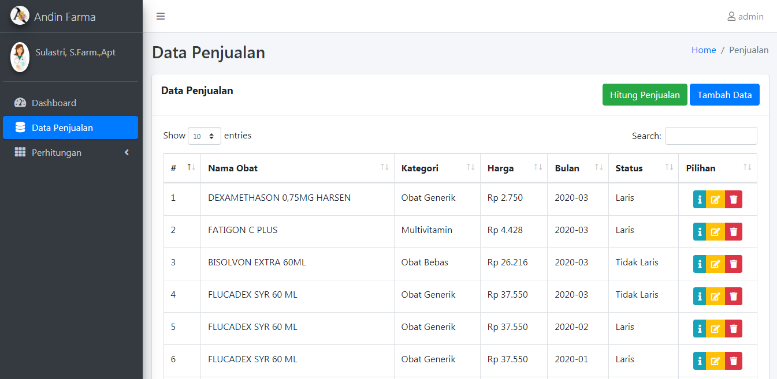 Andin Farma
admin
Sulastri, S.Farm.,Apt
Dashboard
Data Penjualan
Perhitungan
Data Penjualan
Home / Penjualan
Data Penjualan
Hitung Penjualan Tambah Data
Show 10 entries Search:
# Nama Obat Kategori Harga Bulan Status Pilihan
1 DEXAMETHASON 0,75MG HARSEN Obat Generik Rp 2.750 2020-03 Laris
2 FATIGON C PLUS Multivitamin Rp 4.428 2020-03 Laris
3 BISOLVON EXTRA 60ML Obat Bebas Rp 26.216 2020-03 Tidak Laris
4 FLUCADEX SYR 60 ML Obat Generik Rp 37.550 2020-03 Tidak Laris
5 FLUCADEX SYR 60 ML Obat Generik Rp 37.550 2020-02 Laris
6 FLUCADEX SYR 60 ML Obat Generik Rp 37.550 2020-01 Laris